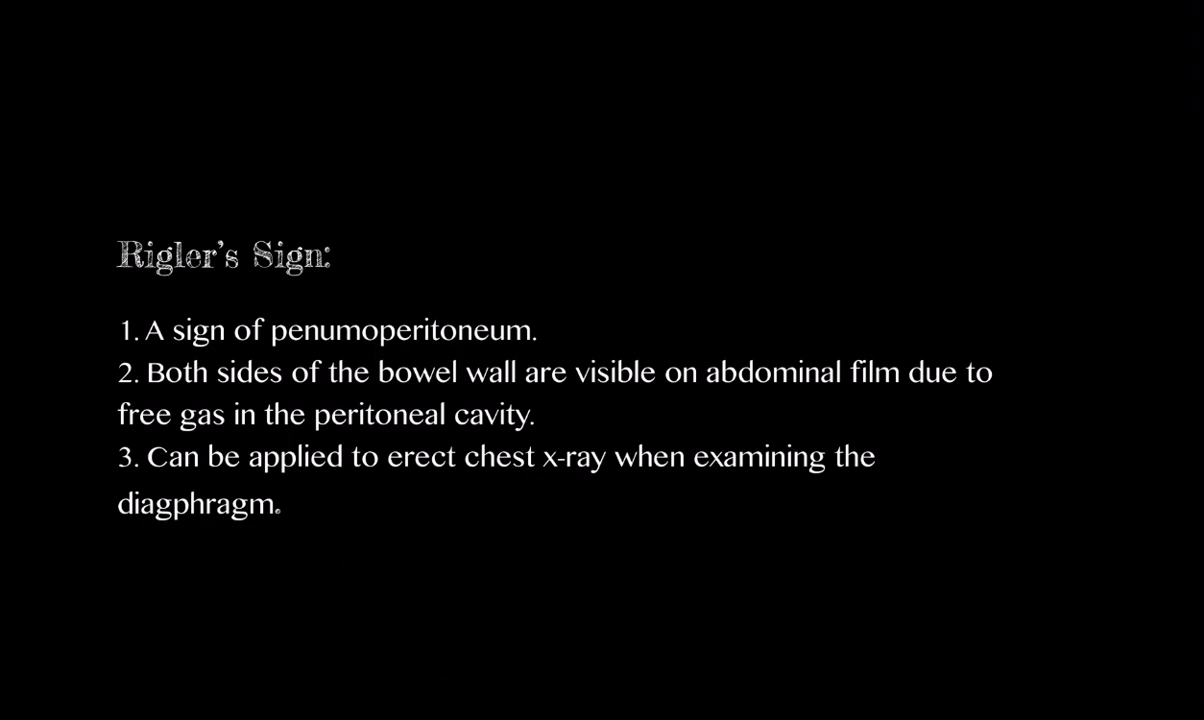 Rigler's Sign:
1. A sign of penumoperitoneum.
2. Both sides of the bowel wall are visible on abdominal film due to
free gas in the peritoneal cavity.
3. Can be applied to erect chest x-ray when examining the
diagphragm.